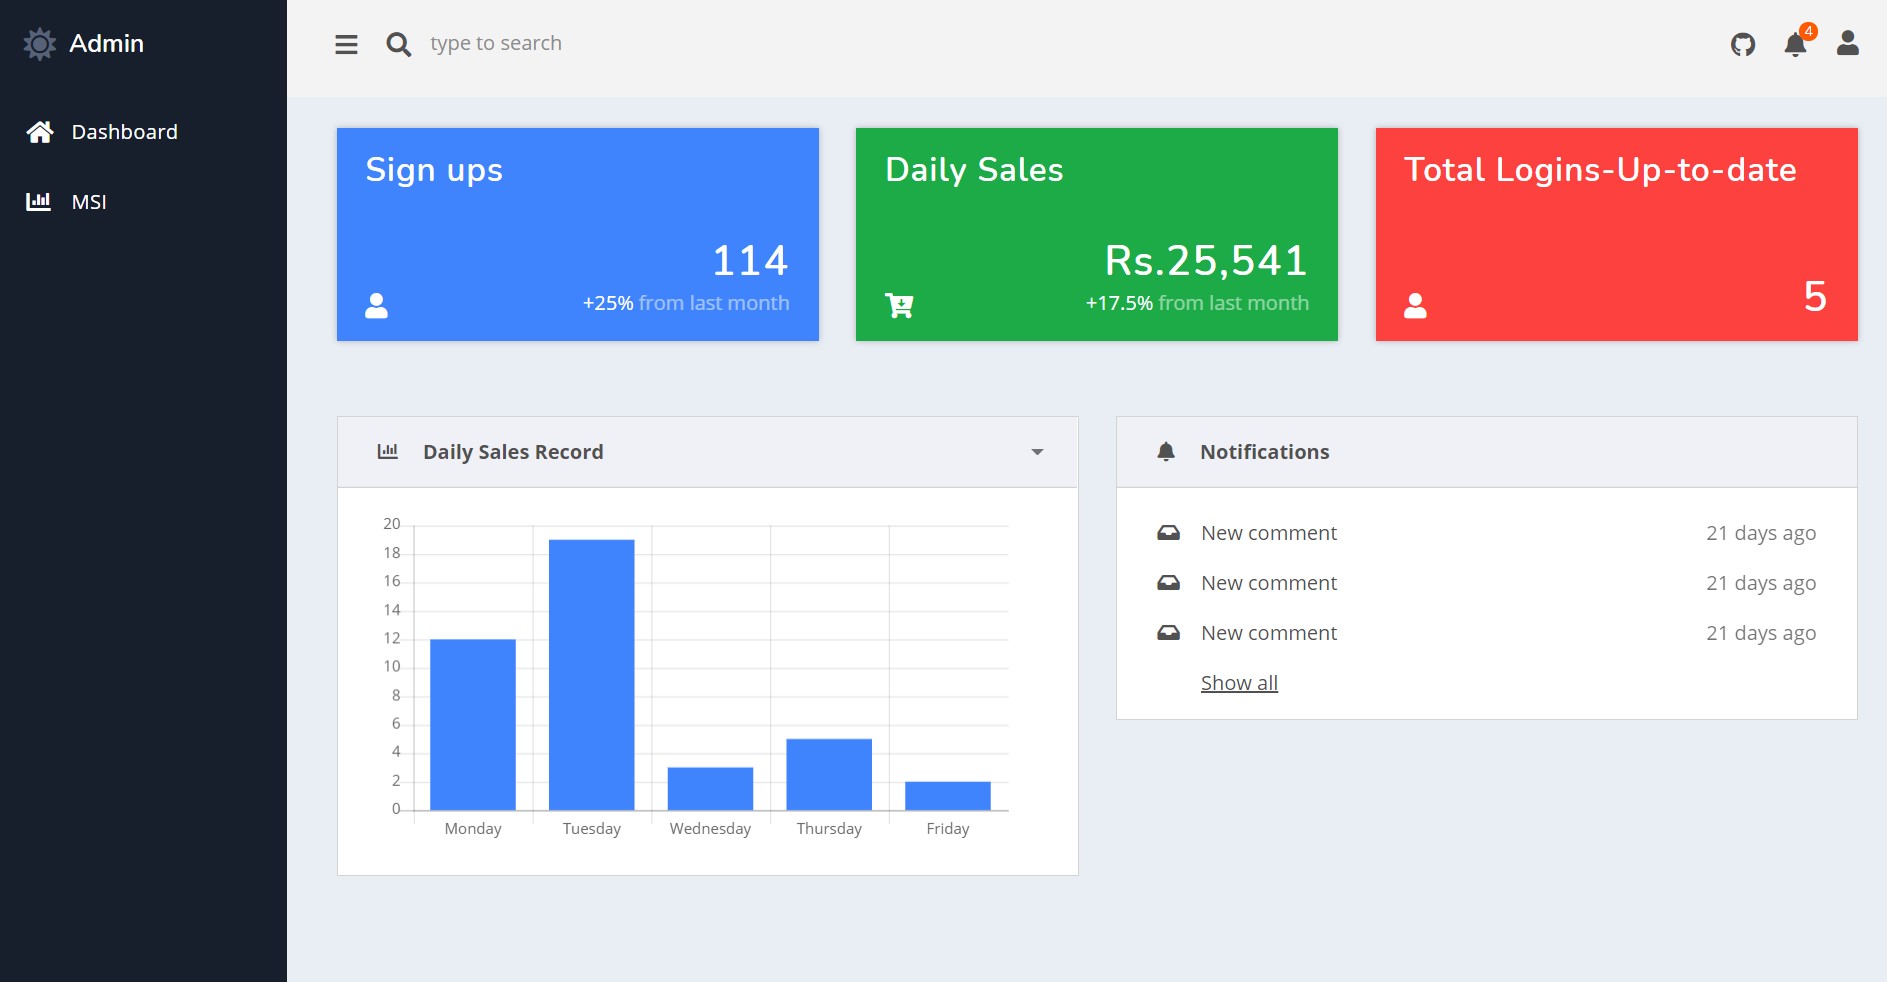 Admin
type to search
4
Dashboard
MSI
Sign ups
114
+25% from last month
Daily Sales
Rs.25,541
+17.5% from last month
Total Logins-Up-to-date
5
Daily Sales Record
20
18
16
14
12
10
8
6
4
2
0
Monday Tuesday Wednesday Thursday Friday
Notifications
New comment 21 days ago
New comment 21 days ago
New comment 21 days ago
Show all